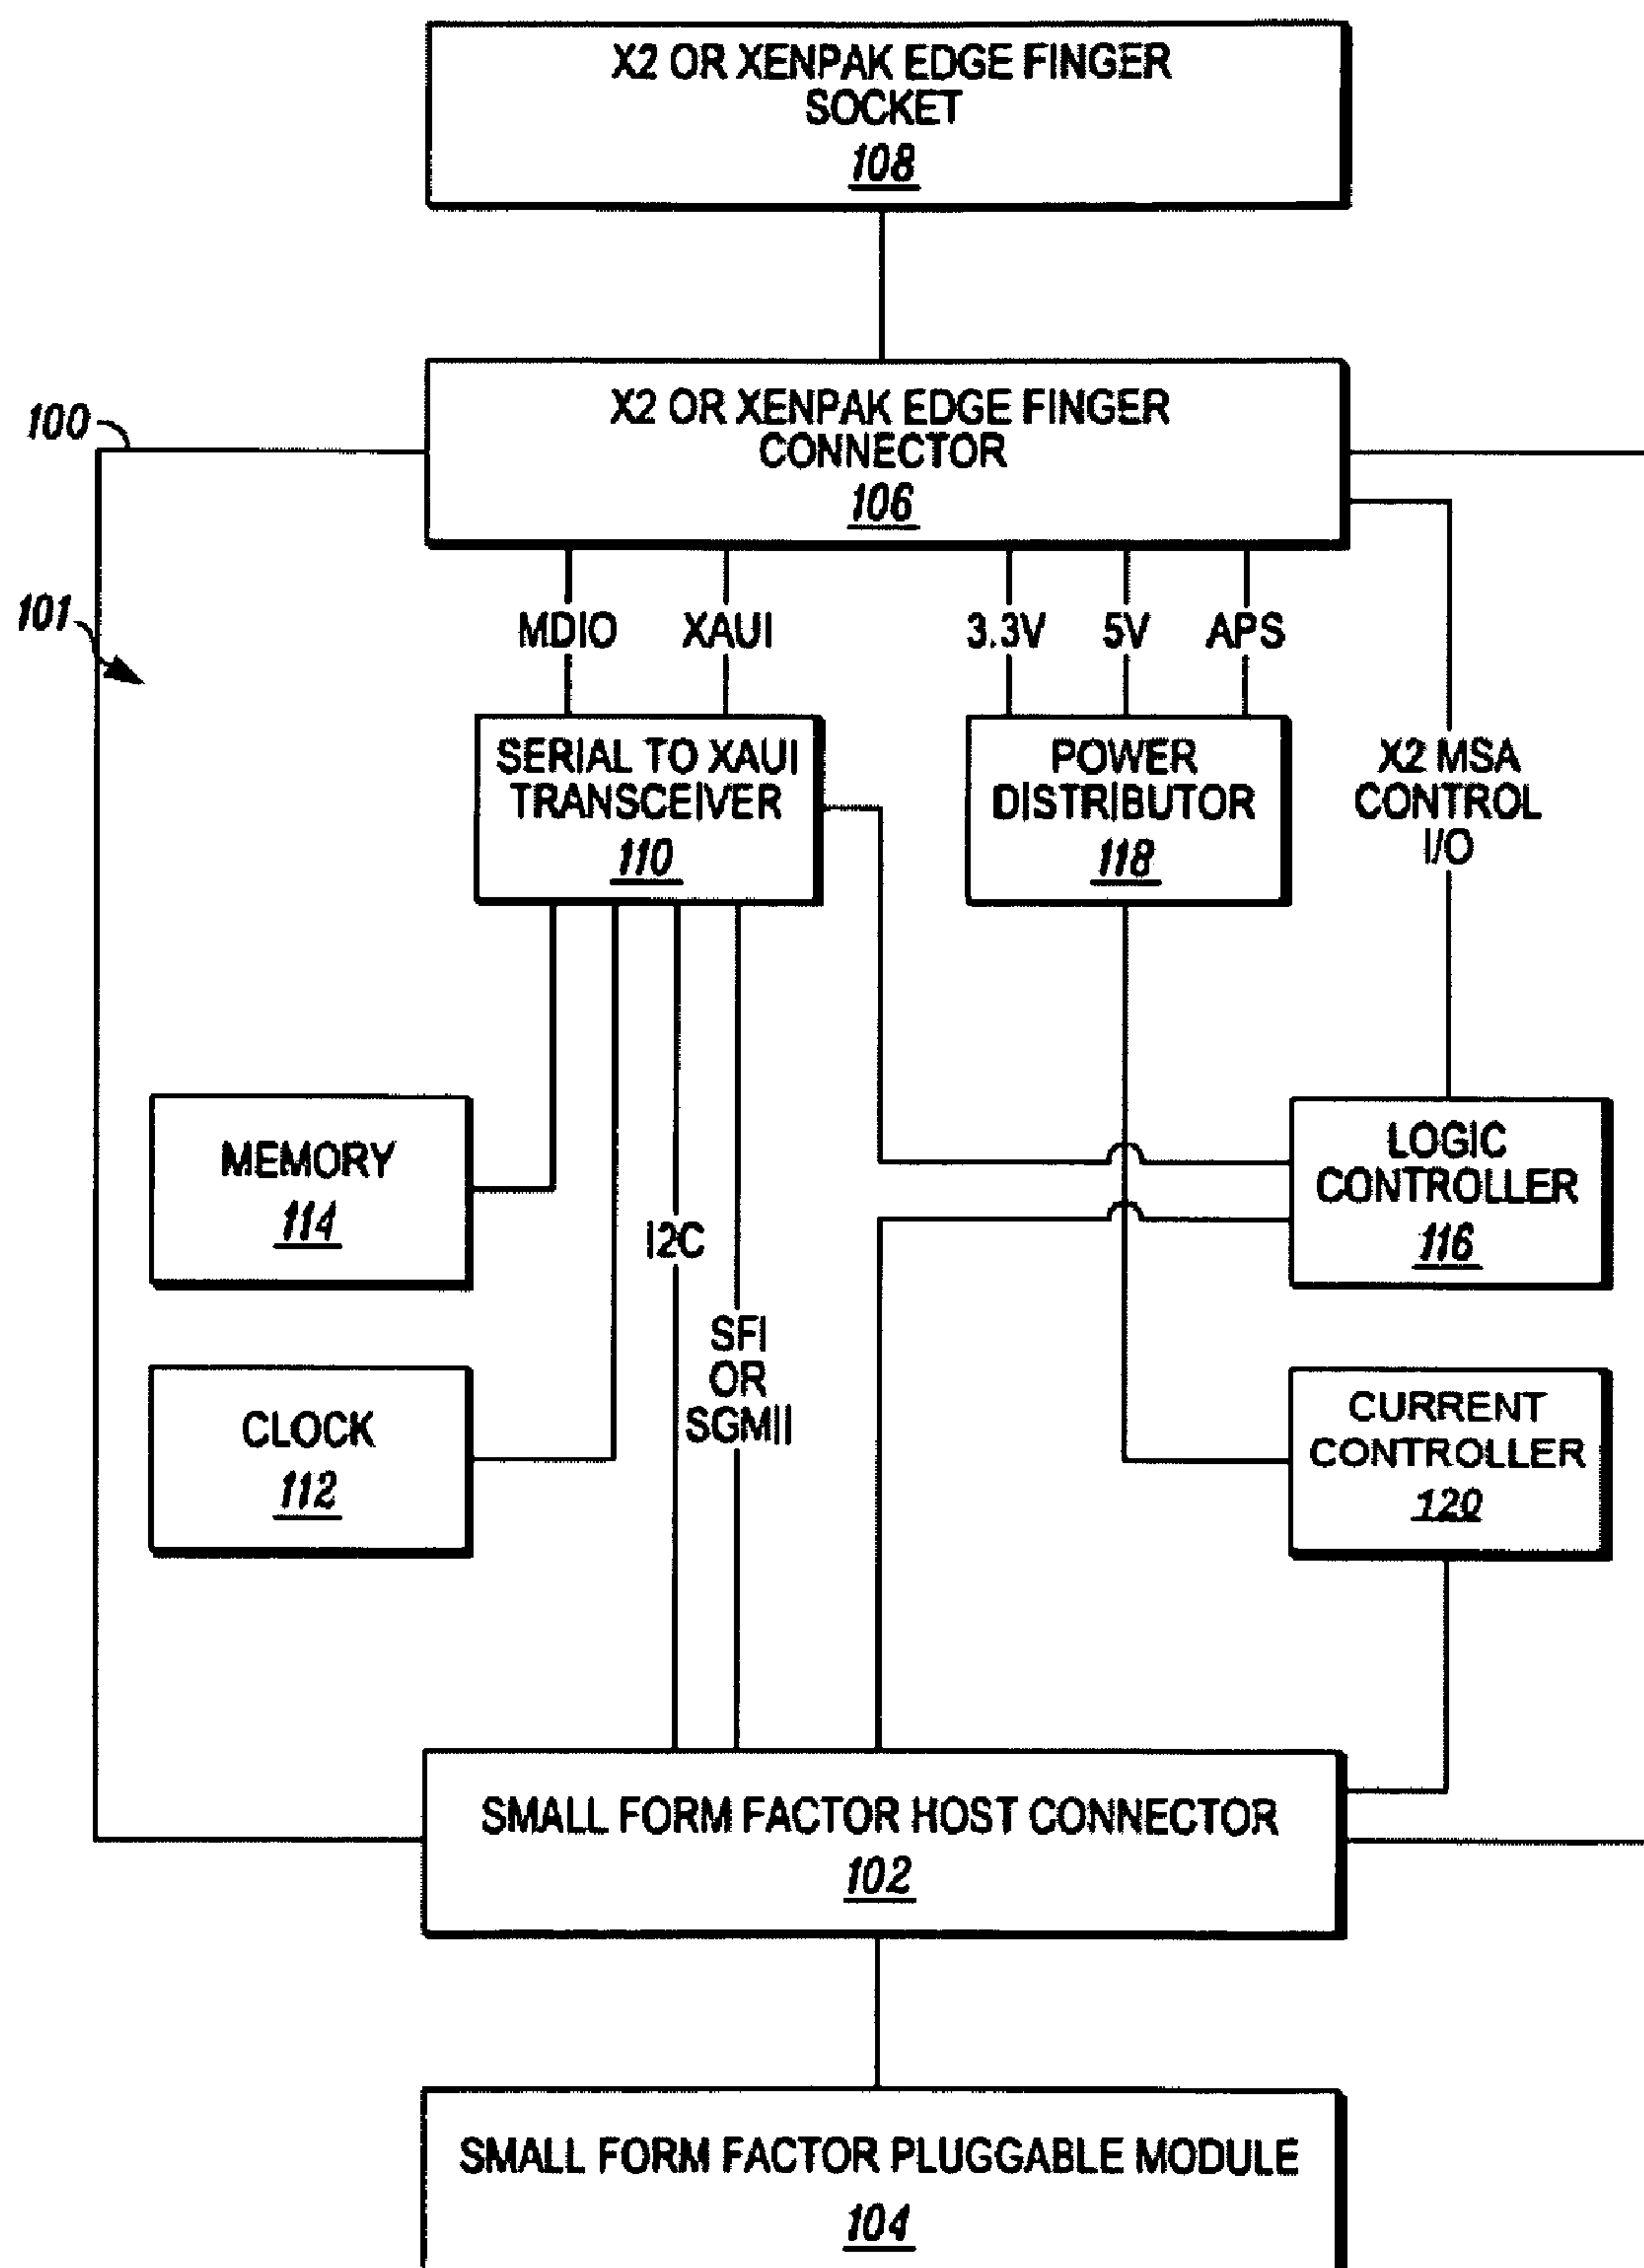 X2 OR XENPAK EDGE FINGER
SOCKET
108
X2 OR XENPAK EDGE FINGER
CONNECTOR
106
100
101
MDIO
XAUI
3.3V
5V
APS
SERIAL TO XAUI
TRANSCEIVER
110
POWER
DISTRIBUTOR
118
X2 MSA
CONTROL
I/O
MEMORY
114
LOGIC
CONTROLLER
116
I2C
SFI
OR
SGMII
CLOCK
112
CURRENT
CONTROLLER
120
SMALL FORM FACTOR HOST CONNECTOR
102
SMALL FORM FACTOR PLUGGABLE MODULE
104